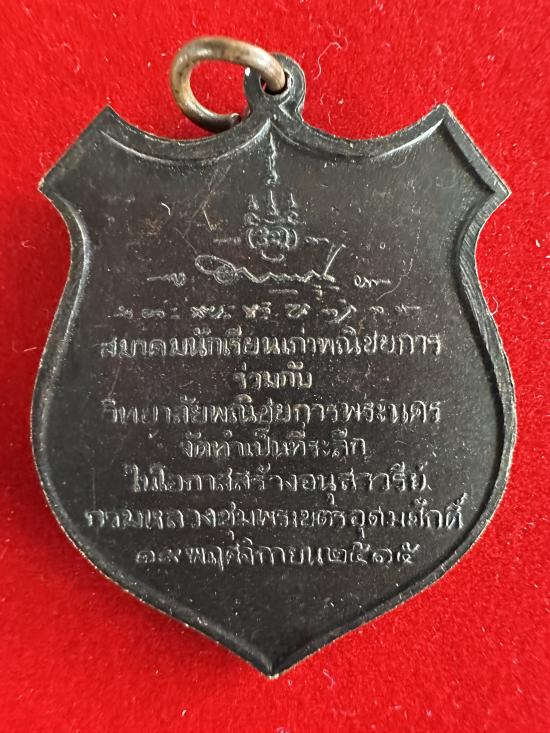 สมาคมนักเรียนเก่าพณิชยการ
ร่วมกับ
วิทยาลัยพณิชยการพระนคร
จัดทำเป็นที่ระลึก
ในโอกาสสร้างอนุสาวรีย์
กรมหลวงชุมพรเขตรอุดมศักดิ์
๑๙ พฤศจิกายน ๒๕๑๕